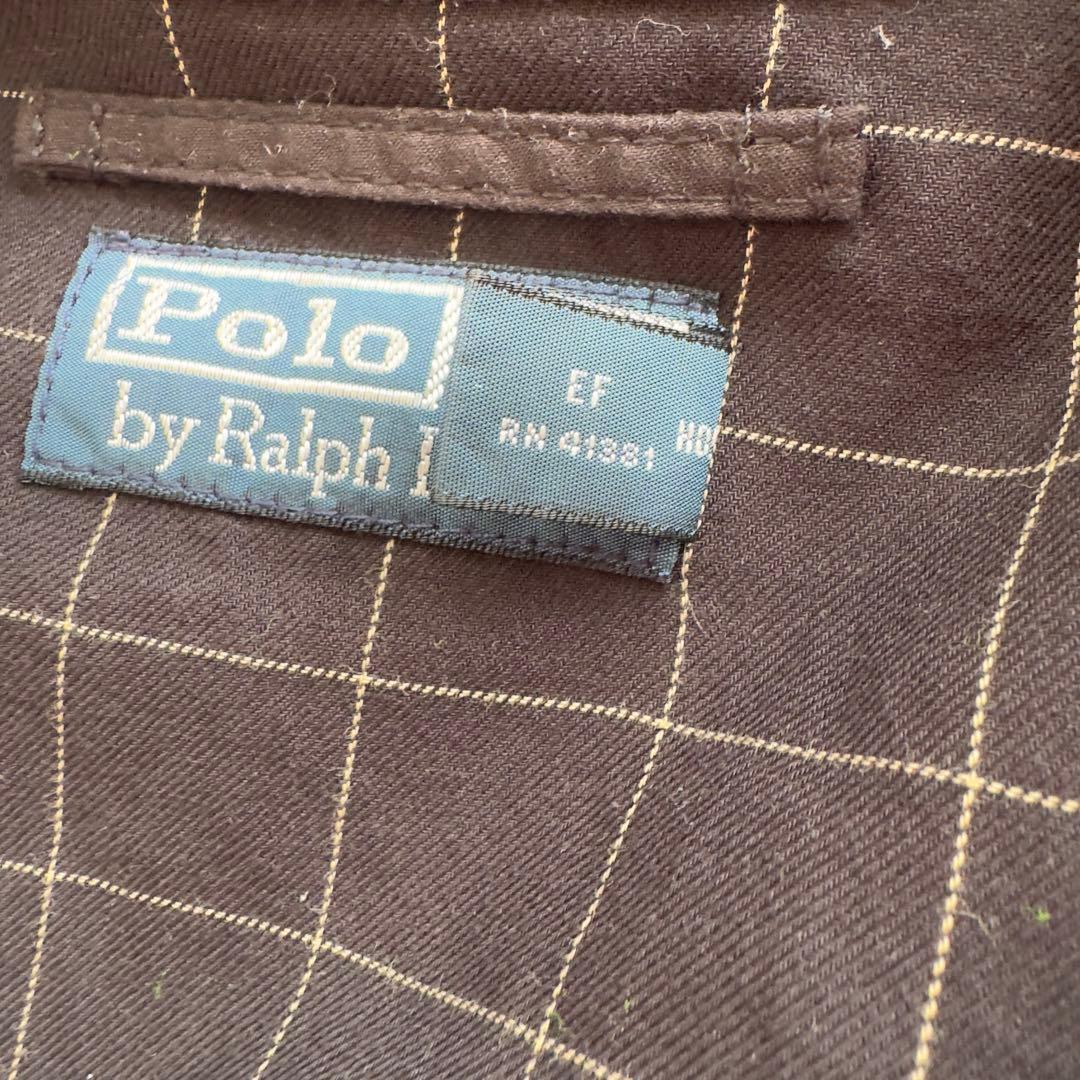 Polo
by Ralph
EF
RN 41381